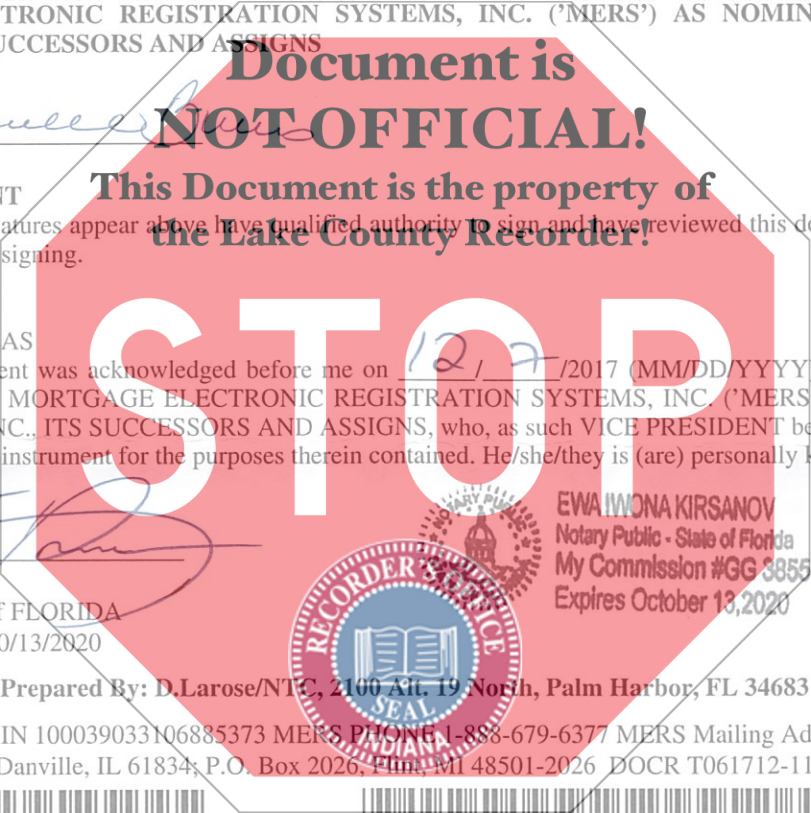 TRONIC REGISTRATION SYSTEMS, INC. ('MERS') AS NOMIN
UCCESSORS AND ASSIGNS
Document is
NOT OFFICIAL!
This Document is the property of
the Lake County Recorder!
NT
atures appear above have qualified authority to sign and have reviewed this do
signing.
STOP
AS
ent was acknowledged before me on 12/ 7 /2017 (MM/DD/YYYY
MORTGAGE ELECTRONIC REGISTRATION SYSTEMS, INC. ('MERS
NC., ITS SUCCESSORS AND ASSIGNS, who, as such VICE PRESIDENT be
instrument for the purposes therein contained. He/she/they is (are) personally k
NOTARY PUBLIC
EWA IWONA KIRSANOV
Notary Public - State of Florida
My Commission #GG 3855
Expires October 13,2020
f FLORIDA
0/13/2020
RECORDER'S OFFICE
SEAL
INDIANA
Prepared By: D.Larose/NTC, 2100 Alt. 19 North, Palm Harbor, FL 34683
IN 100039033106885373 MERS PHONE 1-888-679-6377 MERS Mailing Ad
Danville, IL 61834; P.O. Box 2026, Flint, MI 48501-2026 DOCR T061712-11